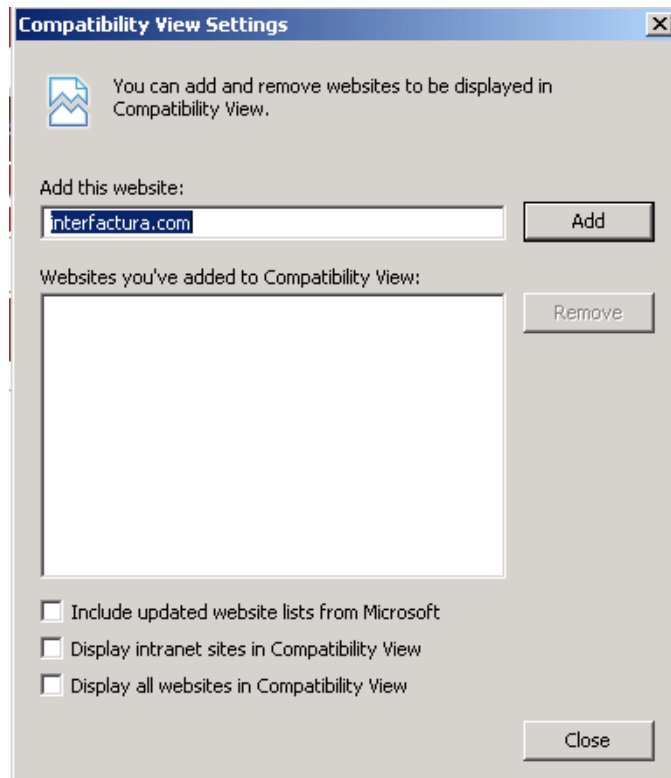 Compatibility View Settings
You can add and remove websites to be displayed in
Compatibility View.
Add this website:
interfactura.com
Add
Websites you've added to Compatibility View:
Remove
Include updated website lists from Microsoft
Display intranet sites in Compatibility View
Display all websites in Compatibility View
Close